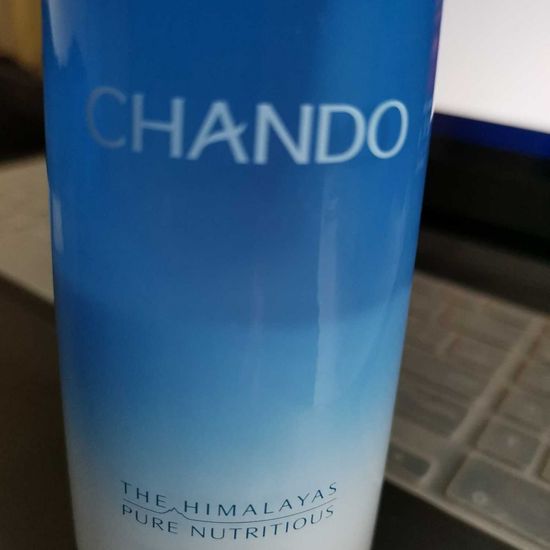 CHANDO
THE HIMALAYAS
PURE NUTRITIOUS